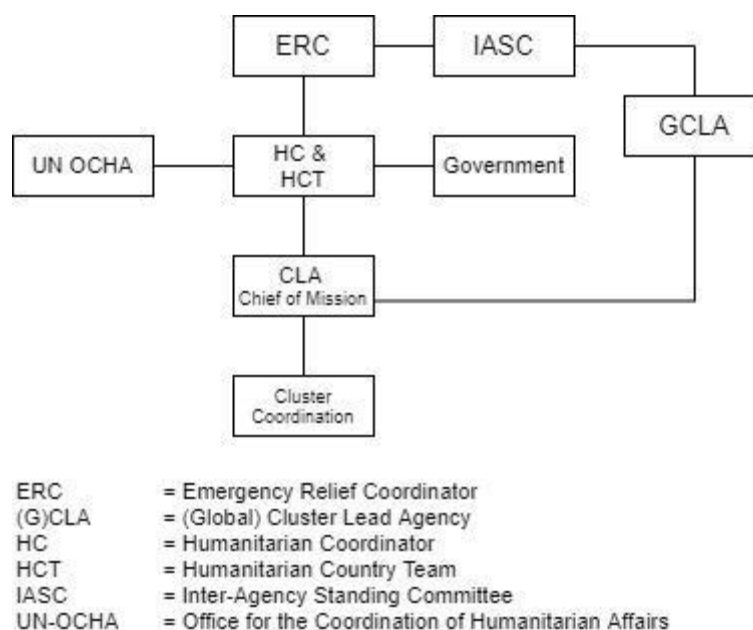 ERC
IASC
GCLA
UN OCHA
HC &
HCT
Government
CLA
Chief of Mission
Cluster
Coordination
ERC = Emergency Relief Coordinator
(G)CLA = (Global) Cluster Lead Agency
HC = Humanitarian Coordinator
HCT = Humanitarian Country Team
IASC = Inter-Agency Standing Committee
UN-OCHA = Office for the Coordination of Humanitarian Affairs